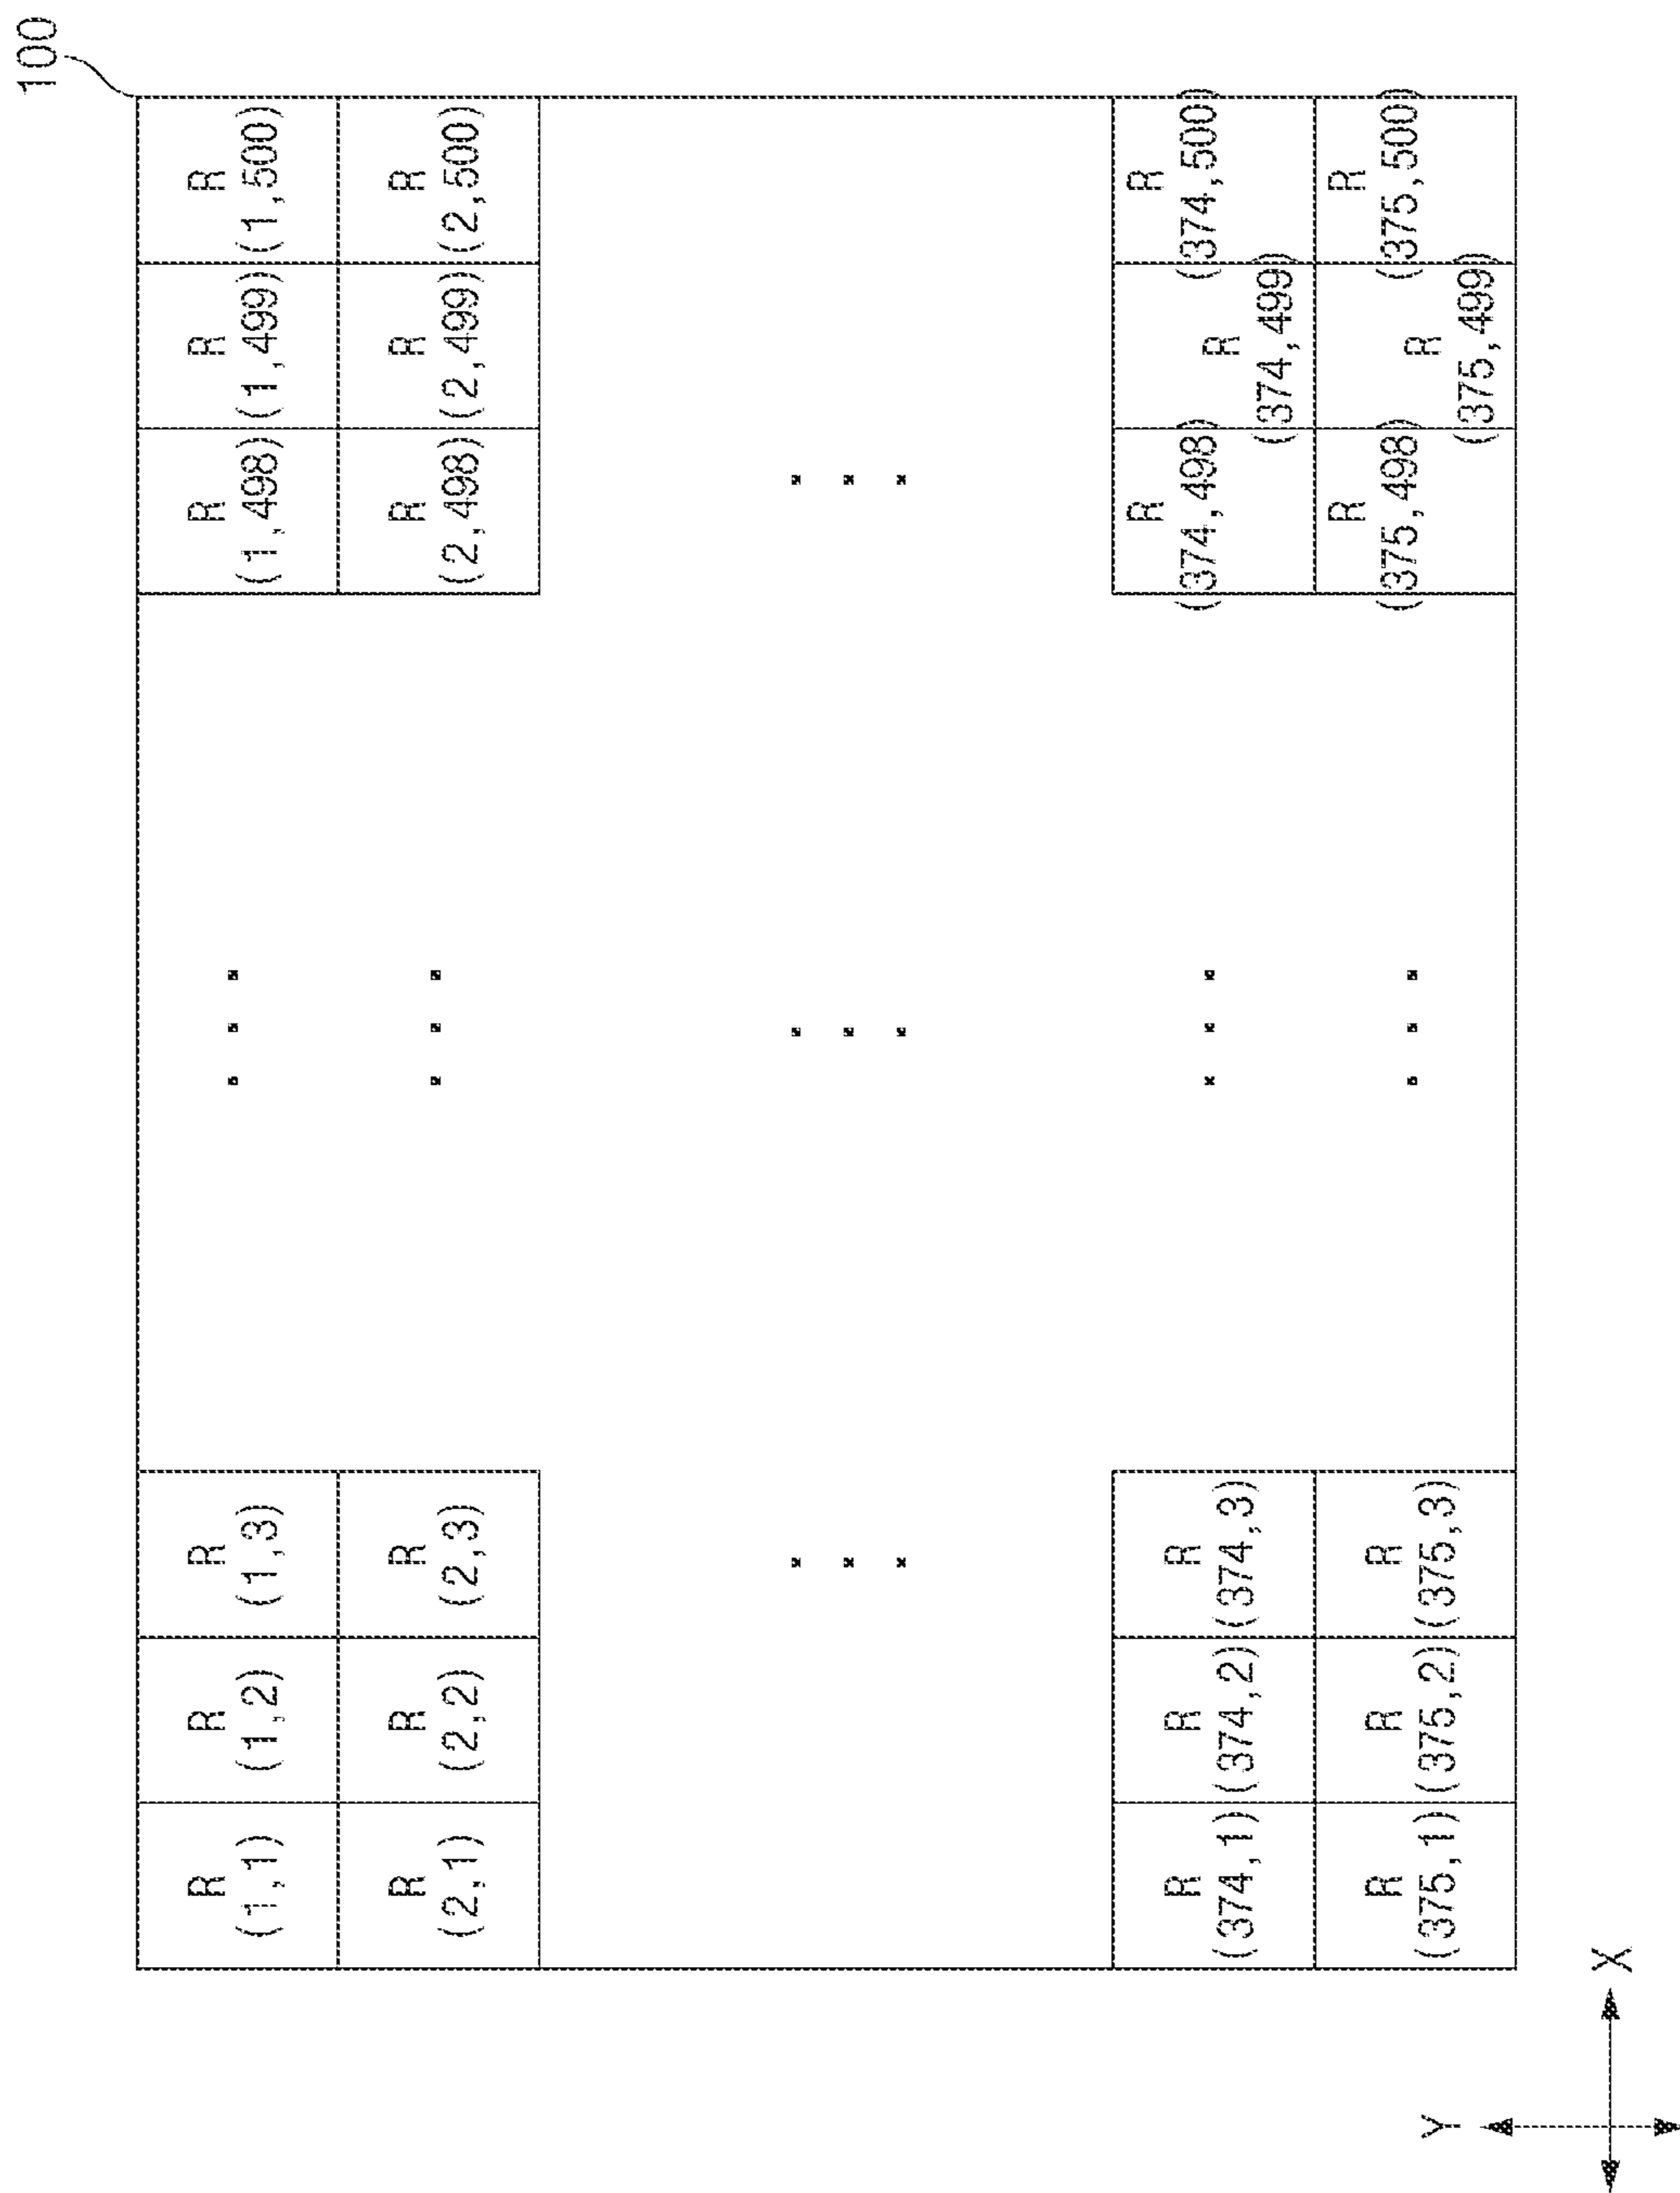 100
R
(1,1)
R
(1,2)
R
(1,3)
...
R
(1,498)
R
(1,499)
R
(1,500)
R
(2,1)
R
(2,2)
R
(2,3)
...
R
(2,498)
R
(2,499)
R
(2,500)
...
...
...
R
(374,1)
R
(374,2)
R
(374,3)
...
R
(374,498)
R
(374,499)
R
(374,500)
R
(375,1)
R
(375,2)
R
(375,3)
...
R
(375,498)
R
(375,499)
R
(375,500)
Y
X